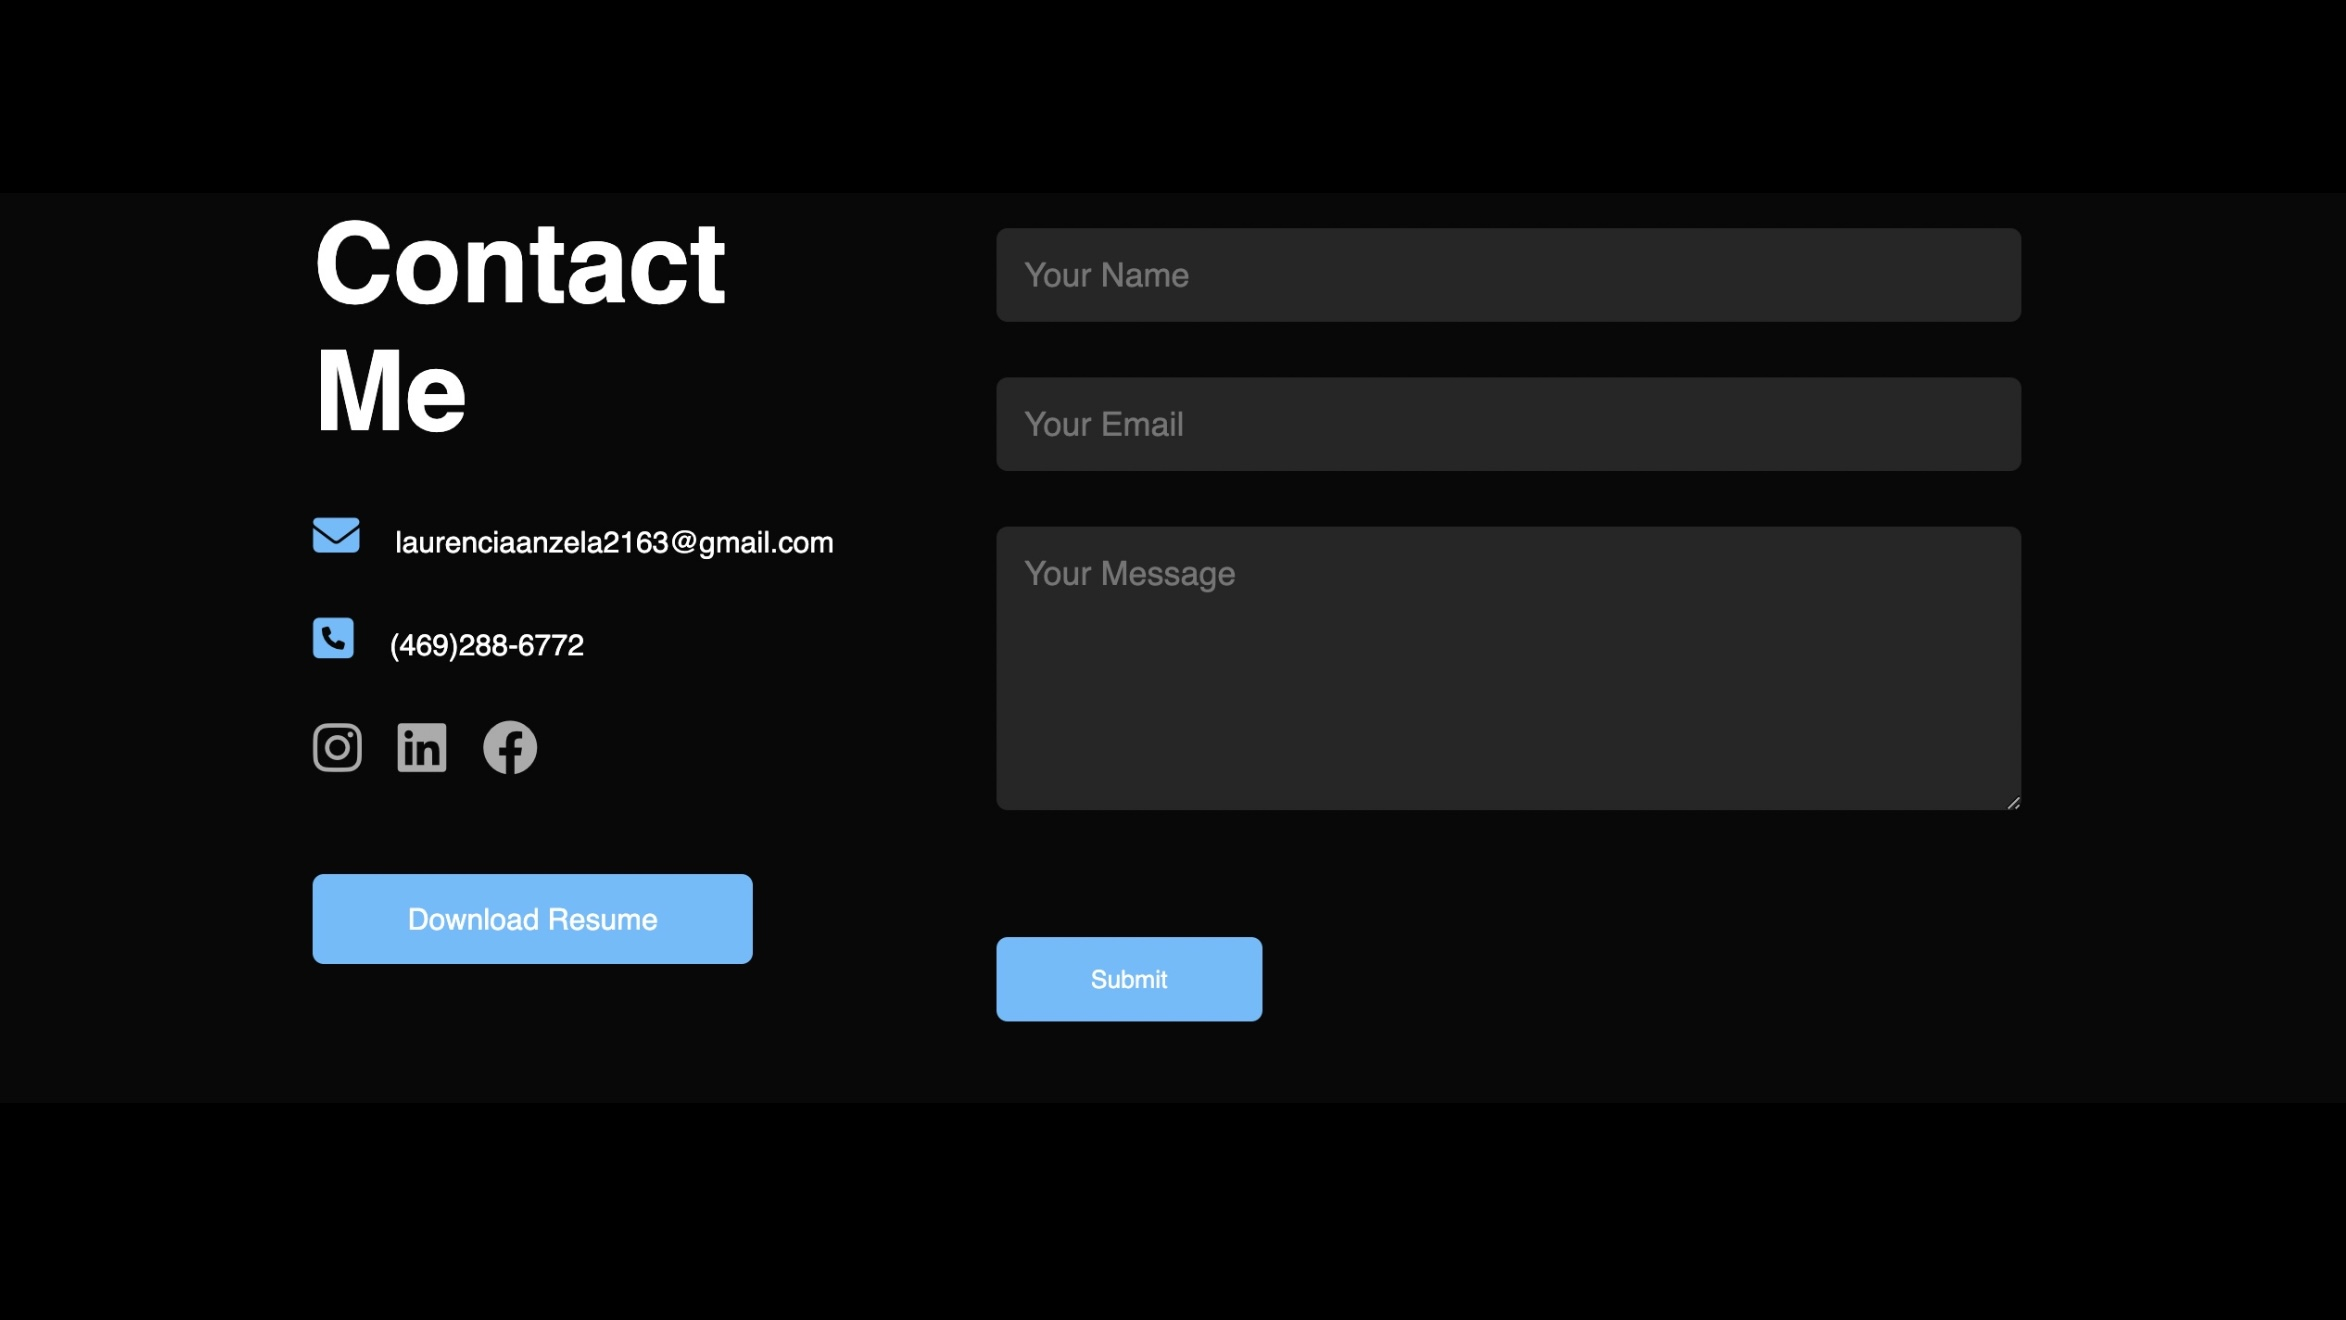 Contact
Me
laurenciaanzela2163@gmail.com
(469)288-6772
Download Resume
Your Name
Your Email
Your Message
Submit